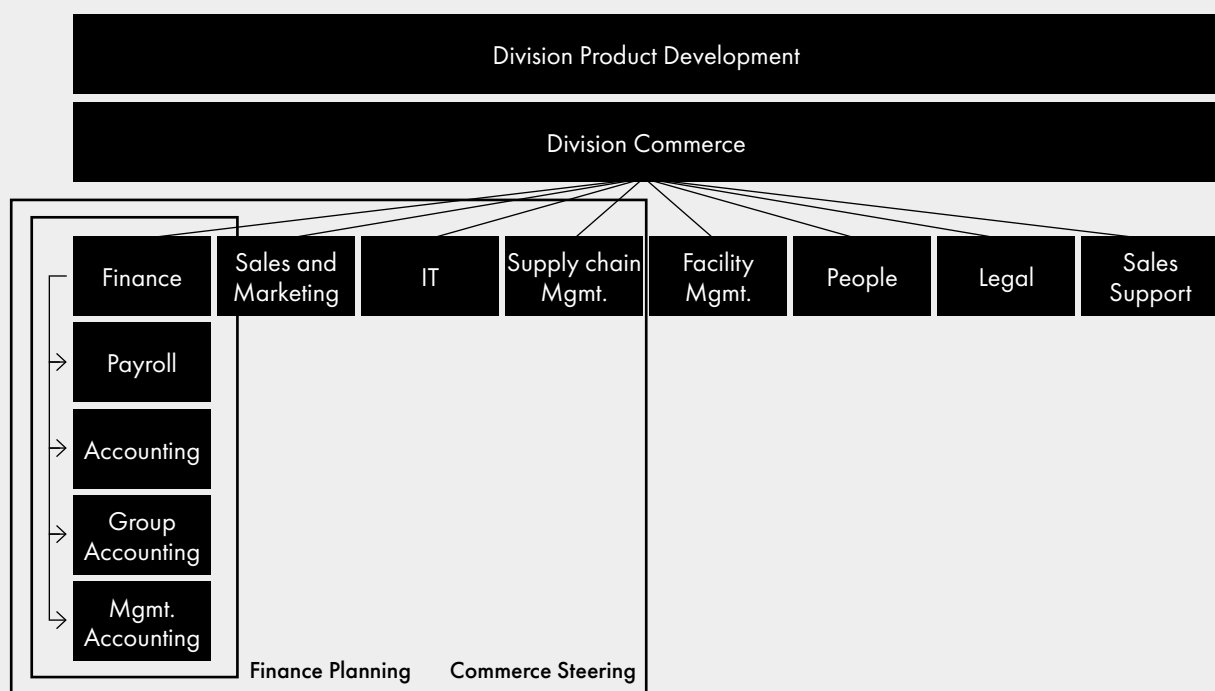 Division Product Development
Division Commerce
Finance
Sales and
Marketing
IT
Supply chain
Mgmt.
Facility
Mgmt.
People
Legal
Sales
Support
Payroll
Accounting
Group
Accounting
Mgmt.
Accounting
Finance Planning
Commerce Steering